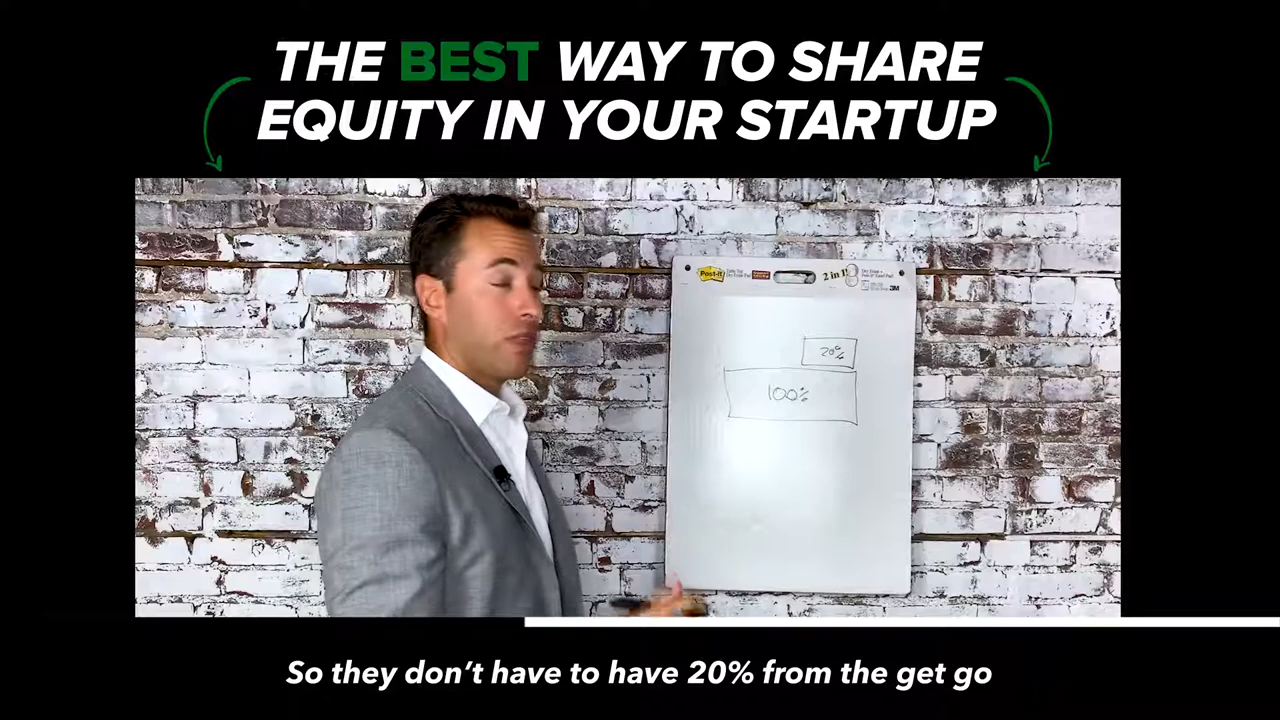 THE BEST WAY TO SHARE
EQUITY IN YOUR STARTUP
Post-it
2 in 1!
3M
20%
100%
So they don't have to have 20% from the get go